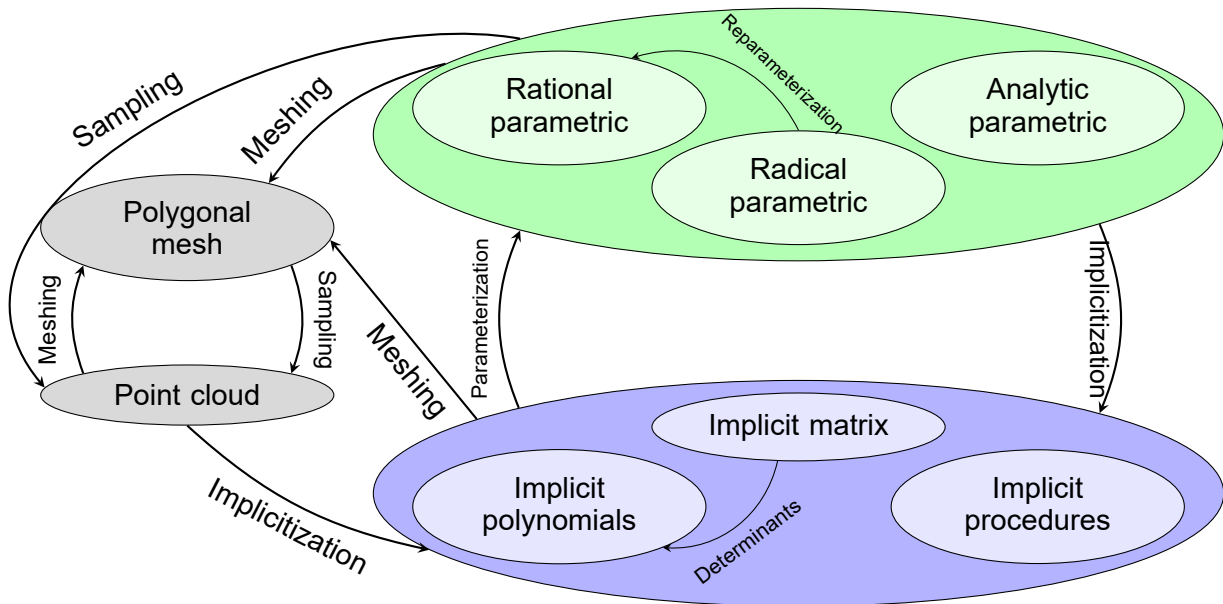 Reparameterization
Sampling
Meshing
Rational
parametric
Analytic
parametric
Radical
parametric
Polygonal
mesh
Meshing
Sampling
Parameterization
Implicitization
Meshing
Point cloud
Implicit matrix
Implicitization
Implicit
polynomials
Determinants
Implicit
procedures